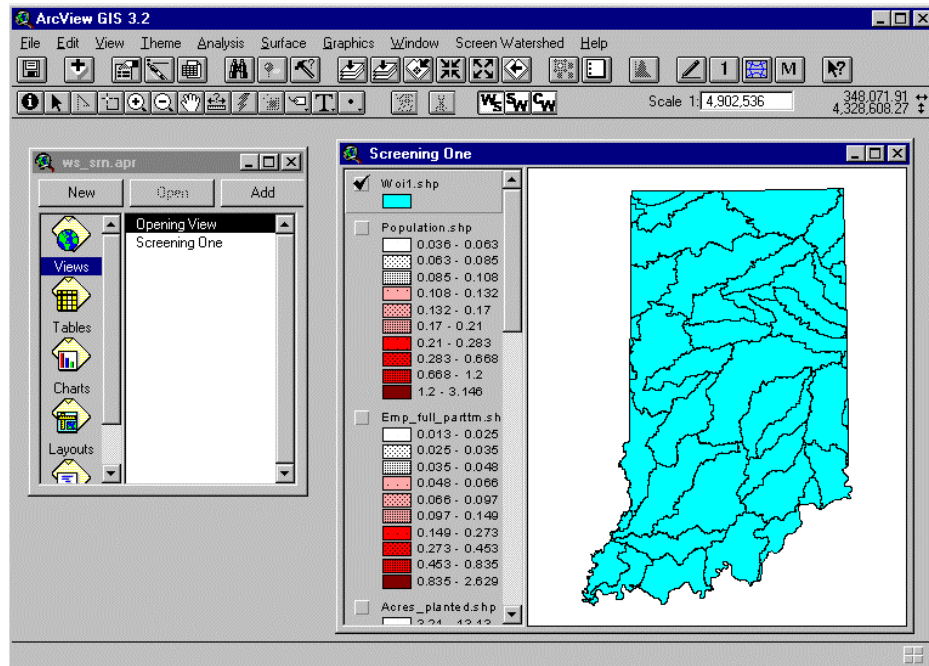 ArcView GIS 3.2
File Edit View Theme Analysis Surface Graphics Window Screen Watershed Help
1 M ?
T WS SW CW Scale 1: 4,902,536 348,071.91
4,328,608.27
ws_srn.apr
New Open Add
Views
Tables
Charts
Layouts
Opening View
Screening One
Screening One
Woi1.shp
Population.shp
0.036 - 0.063
0.063 - 0.085
0.085 - 0.108
0.108 - 0.132
0.132 - 0.17
0.17 - 0.21
0.21 - 0.283
0.283 - 0.668
0.668 - 1.2
1.2 - 3.146
Emp_full_parttm.sh
0.013 - 0.025
0.025 - 0.035
0.035 - 0.048
0.048 - 0.066
0.066 - 0.097
0.097 - 0.149
0.149 - 0.273
0.273 - 0.453
0.453 - 0.835
0.835 - 2.629
Acres_planted.shp